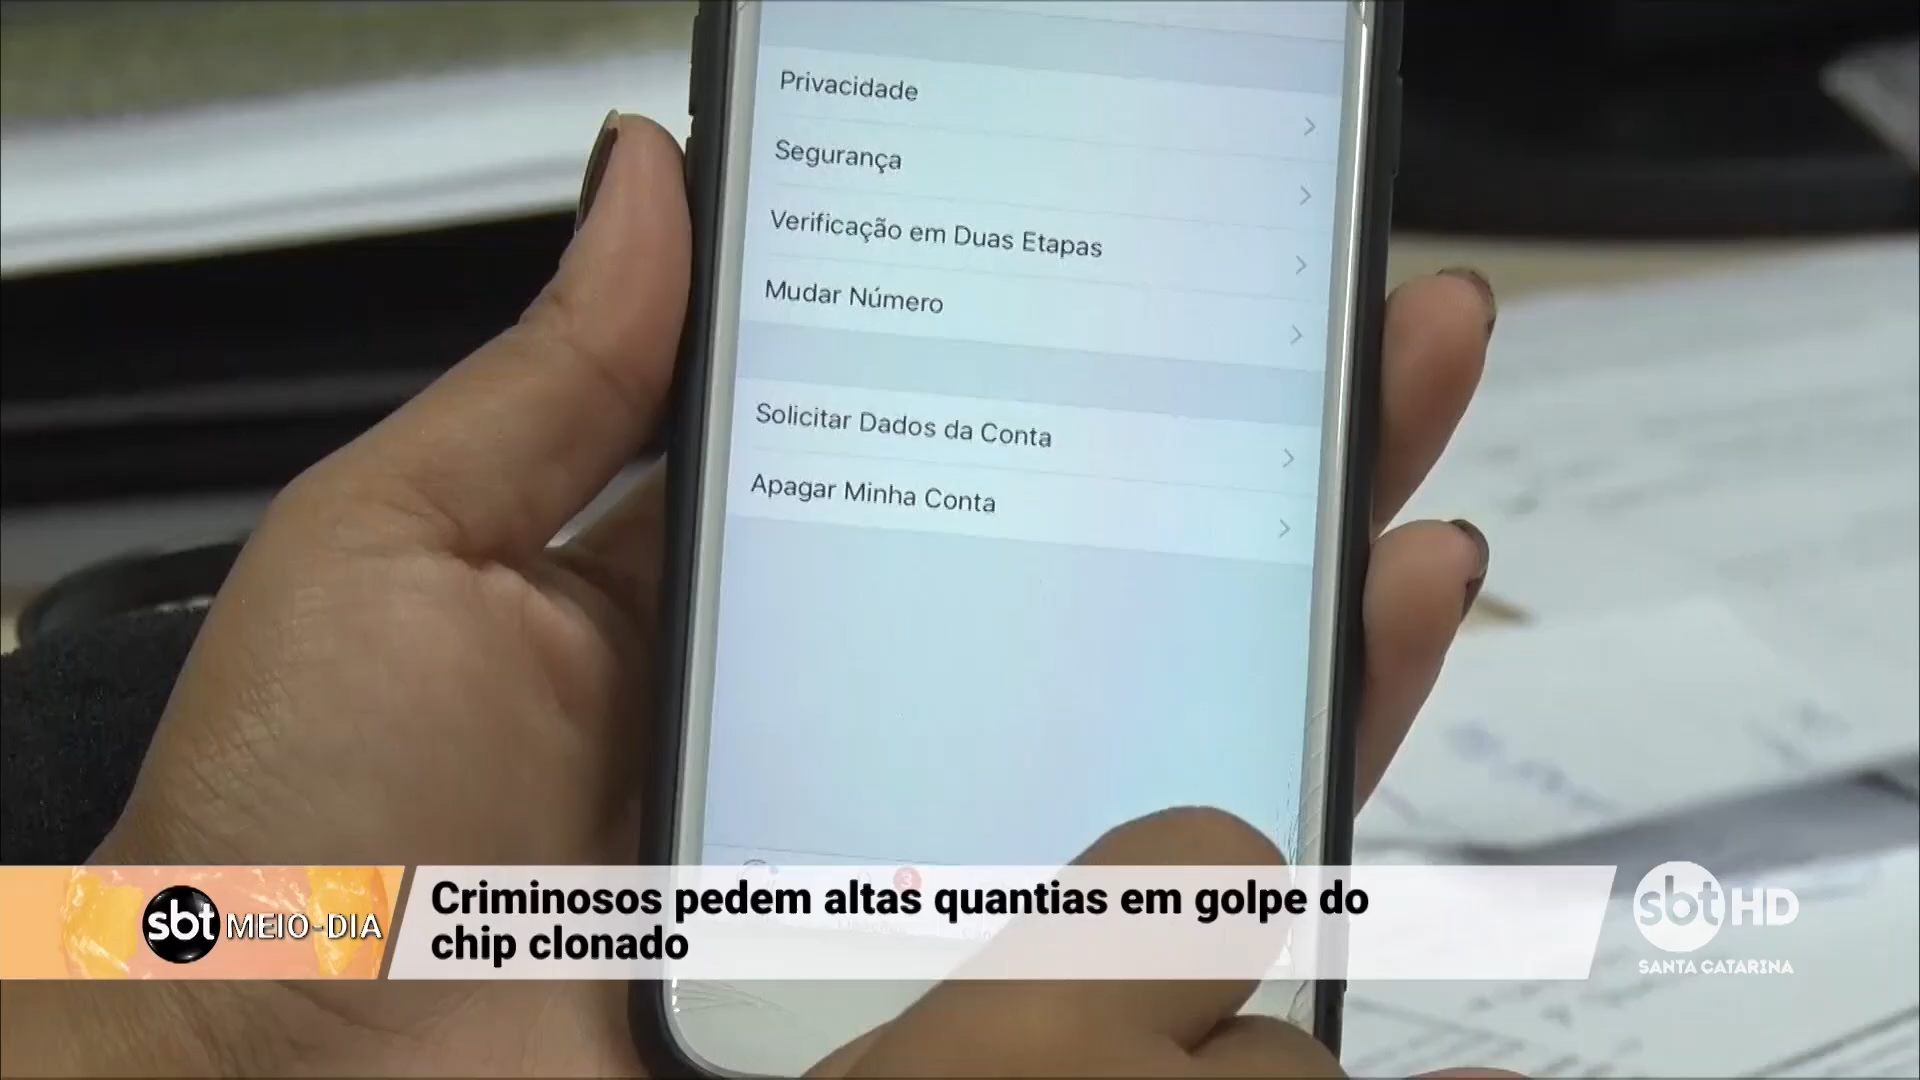 Privacidade
Segurança
Verificação em Duas Etapas
Mudar Número
Solicitar Dados da Conta
Apagar Minha Conta
3
sbt MEIO-DIA
Criminosos pedem altas quantias em golpe do
chip clonado
sbt HD
SANTA CATARINA